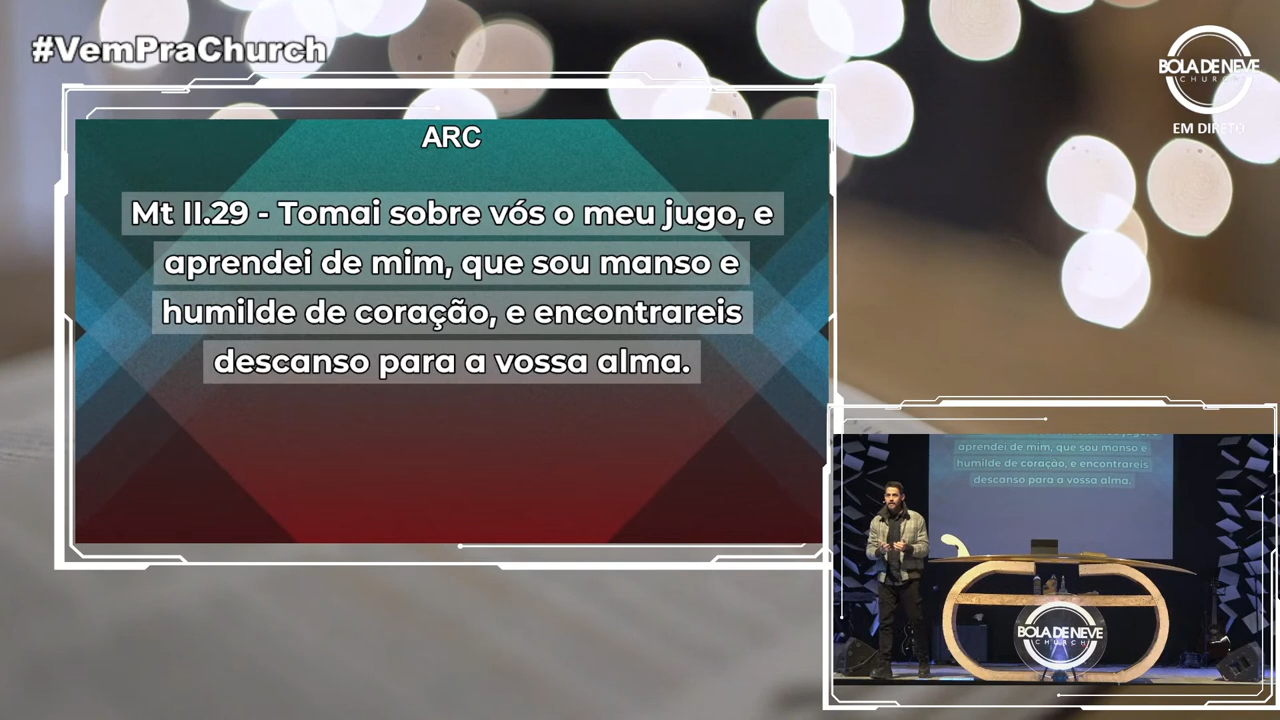 #VemPraChurch
BOLA DE NEVE
CHURCH
EM DIRETO
ARC
Mt II.29 - Tomai sobre vós o meu jugo, e
aprendei de mim, que sou manso e
humilde de coração, e encontrareis
descanso para a vossa alma.
aprendei de mim, que sou manso e
humilde de coração, e encontrareis
descanso para a vossa alma.
BOLA DE NEVE
CHURCH